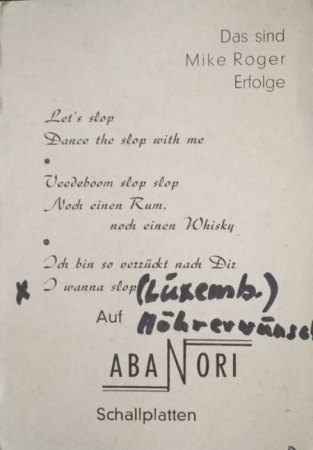 Das sind
Mike Roger
Erfolge
Let's slop
Dance the slop with me
•
Veedeboom slop slop
Noch einen Rum,
noch einen Whisky
•
Ich bin so verrückt nach Dir
x I wanna slop (Luxemb.)
Auf Höhrerwünsch
ABANORI
Schallplatten